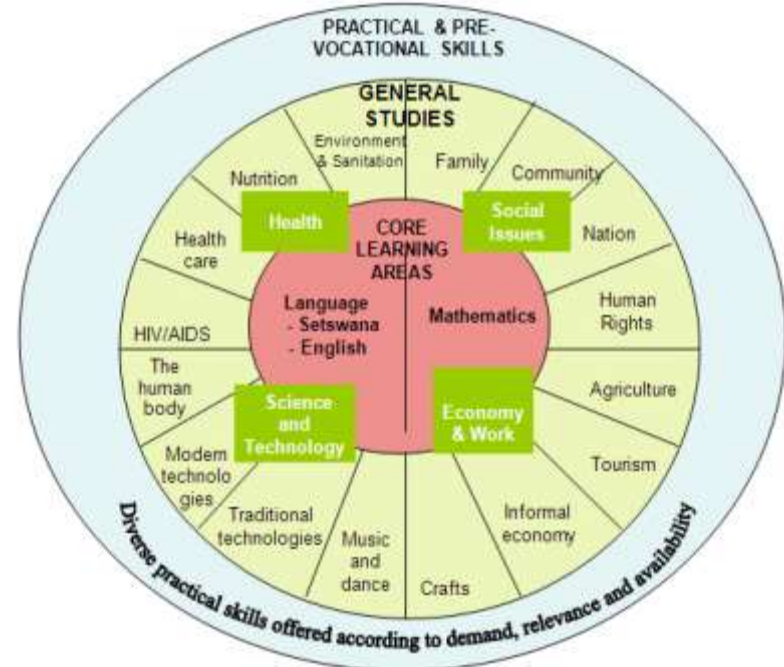 PRACTICAL & PRE-
VOCATIONAL SKILLS
GENERAL
STUDIES
Environment
& Sanitation
Family
Community
Nutrition
Health
Social
Issues
Nation
Health
care
CORE
LEARNING
AREAS
Human
Rights
Language
- Setswana
- English
Mathematics
HIV/AIDS
The
human
body
Agriculture
Science
and
Technology
Economy
& Work
Modern
technolo
gies
Tourism
Traditional
technologies
Music
and
dance
Crafts
Informal
economy
Diverse practical skills offered according to demand, relevance and availability